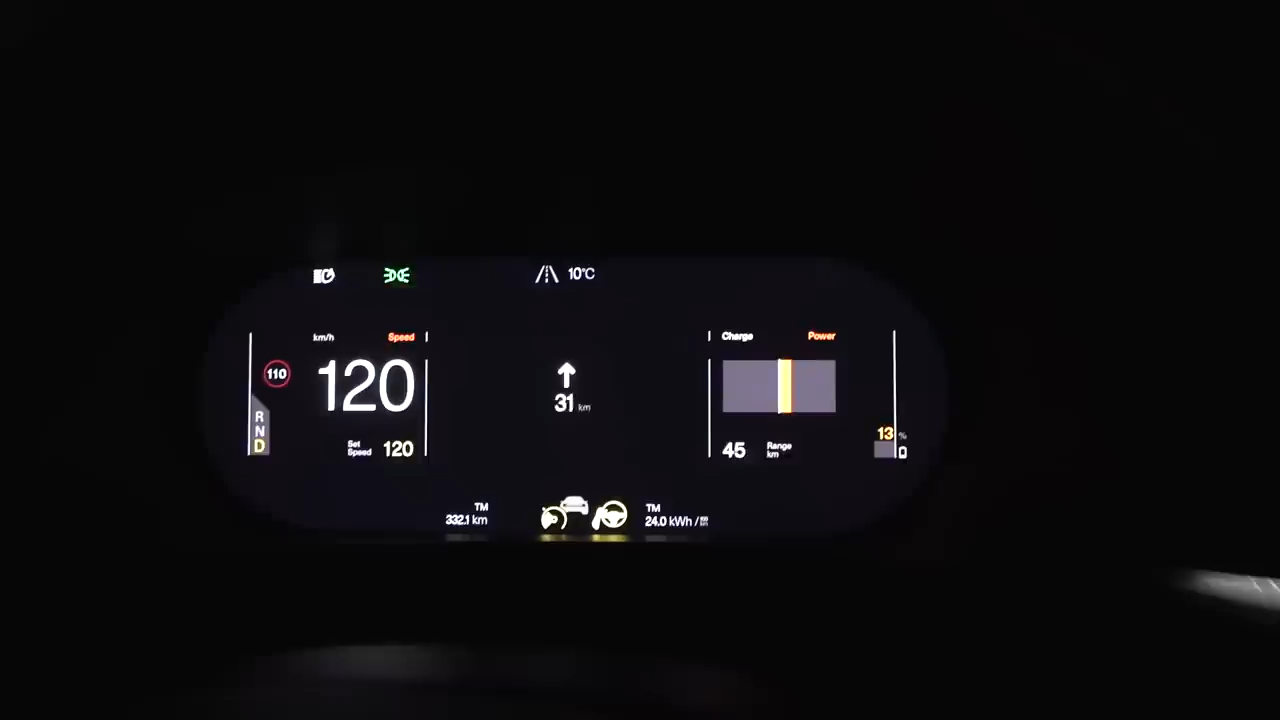 10°C
km/h Speed
Charge Power
110
120
31 km
R
N
D
Set
Speed 120
45 Range
km
13 %
TM
332.1 km
TM
24.0 kWh /